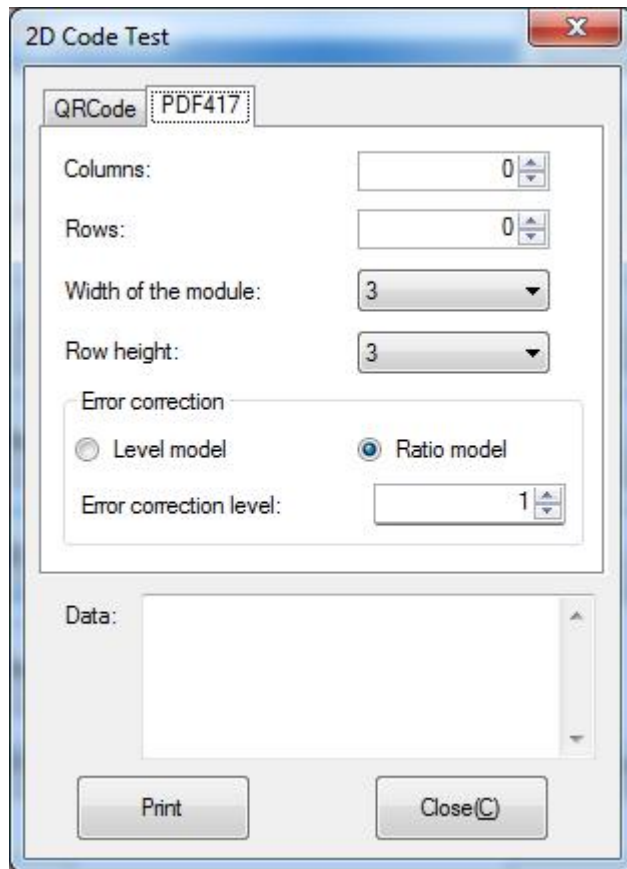 2D Code Test
QRCode PDF417
Columns: 0
Rows: 0
Width of the module: 3
Row height: 3
Error correction
Level model Ratio model
Error correction level: 1
Data:
Print Close(C)